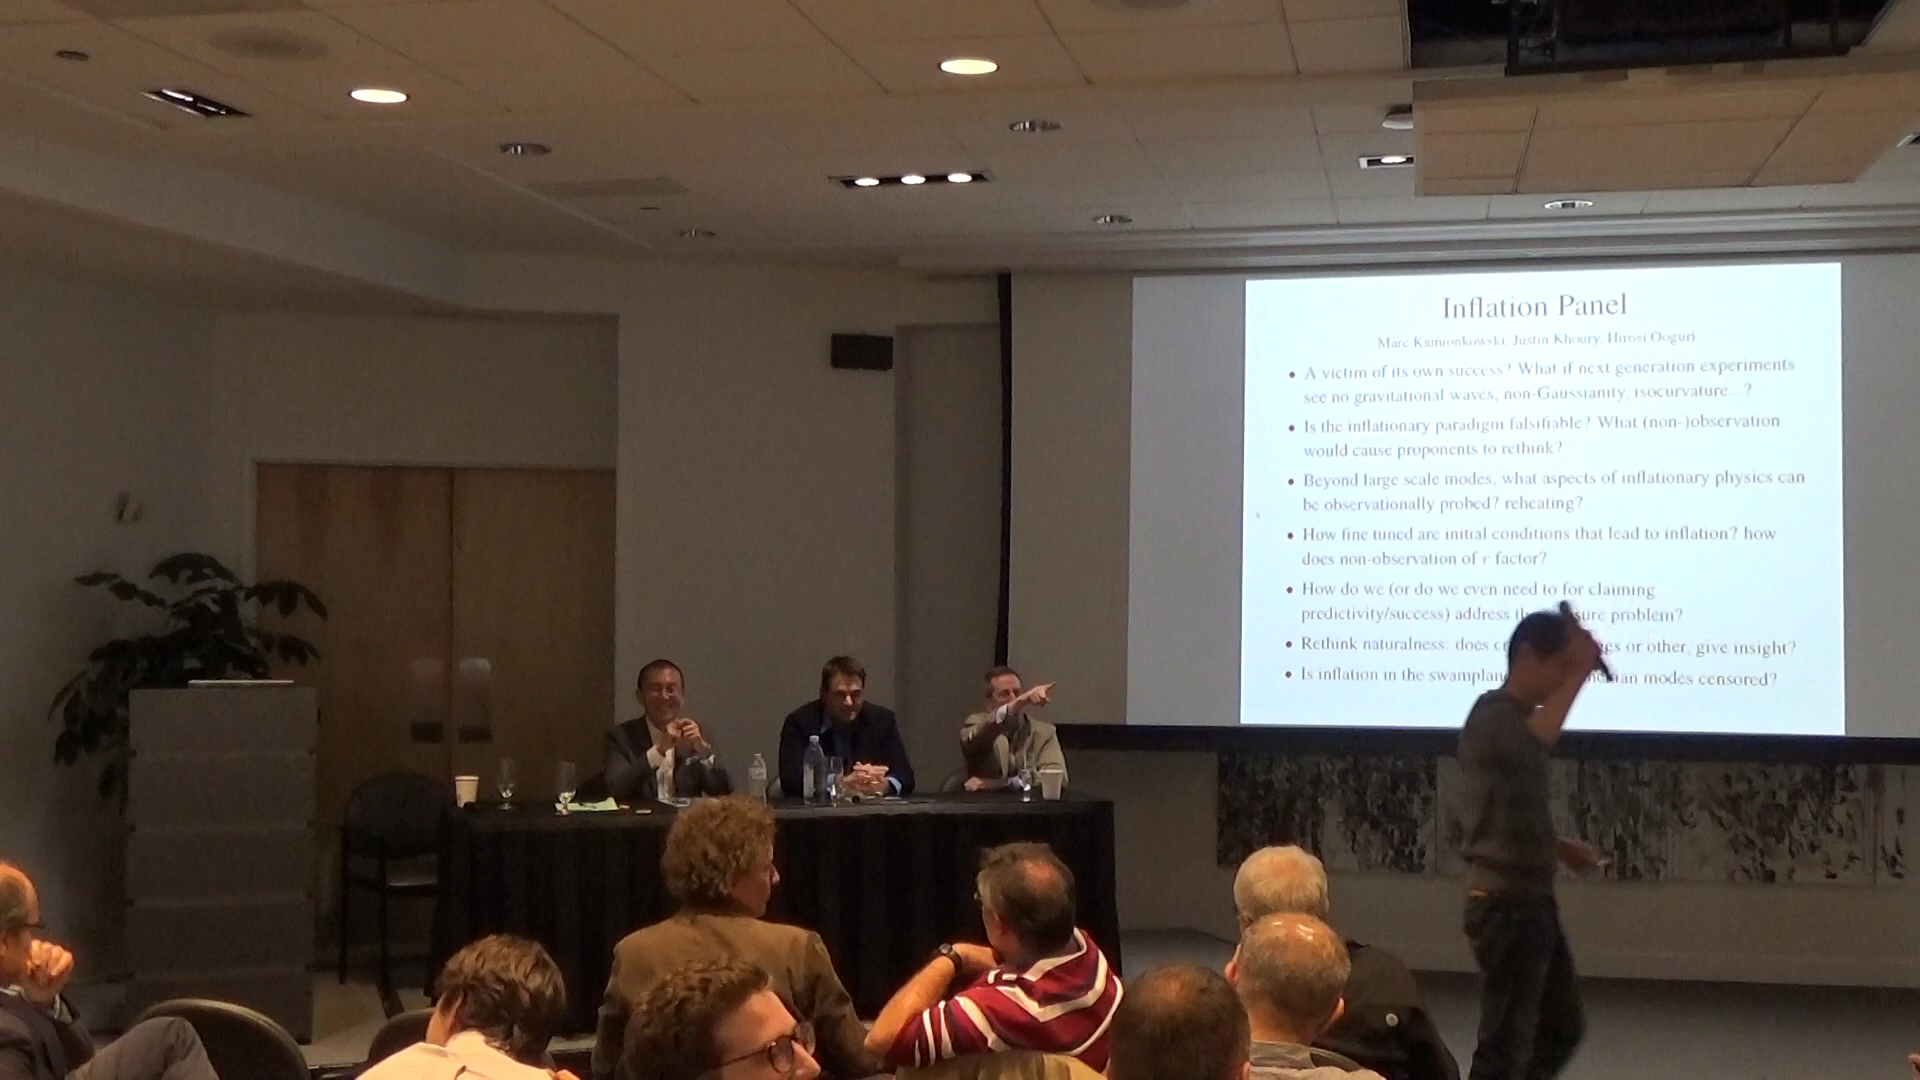 Inflation Panel
Marc Kamionkowski, Justin Khoury, Hirosi Ooguri
• A victim of its own success? What if next generation experiments
see no gravitational waves, non-Gaussianity, isocurvature...?
• Is the inflationary paradigm falsifiable? What (non-)observation
would cause proponents to rethink?
• Beyond large scale modes, what aspects of inflationary physics can
be observationally probed? reheating?
• How fine tuned are initial conditions that lead to inflation? how
does non-observation of r factor?
• How do we (or do we even need to for claiming
predictivity/success) address problem?
• Rethink naturalness: does or other, give insight?
• Is inflation in the modes censored?